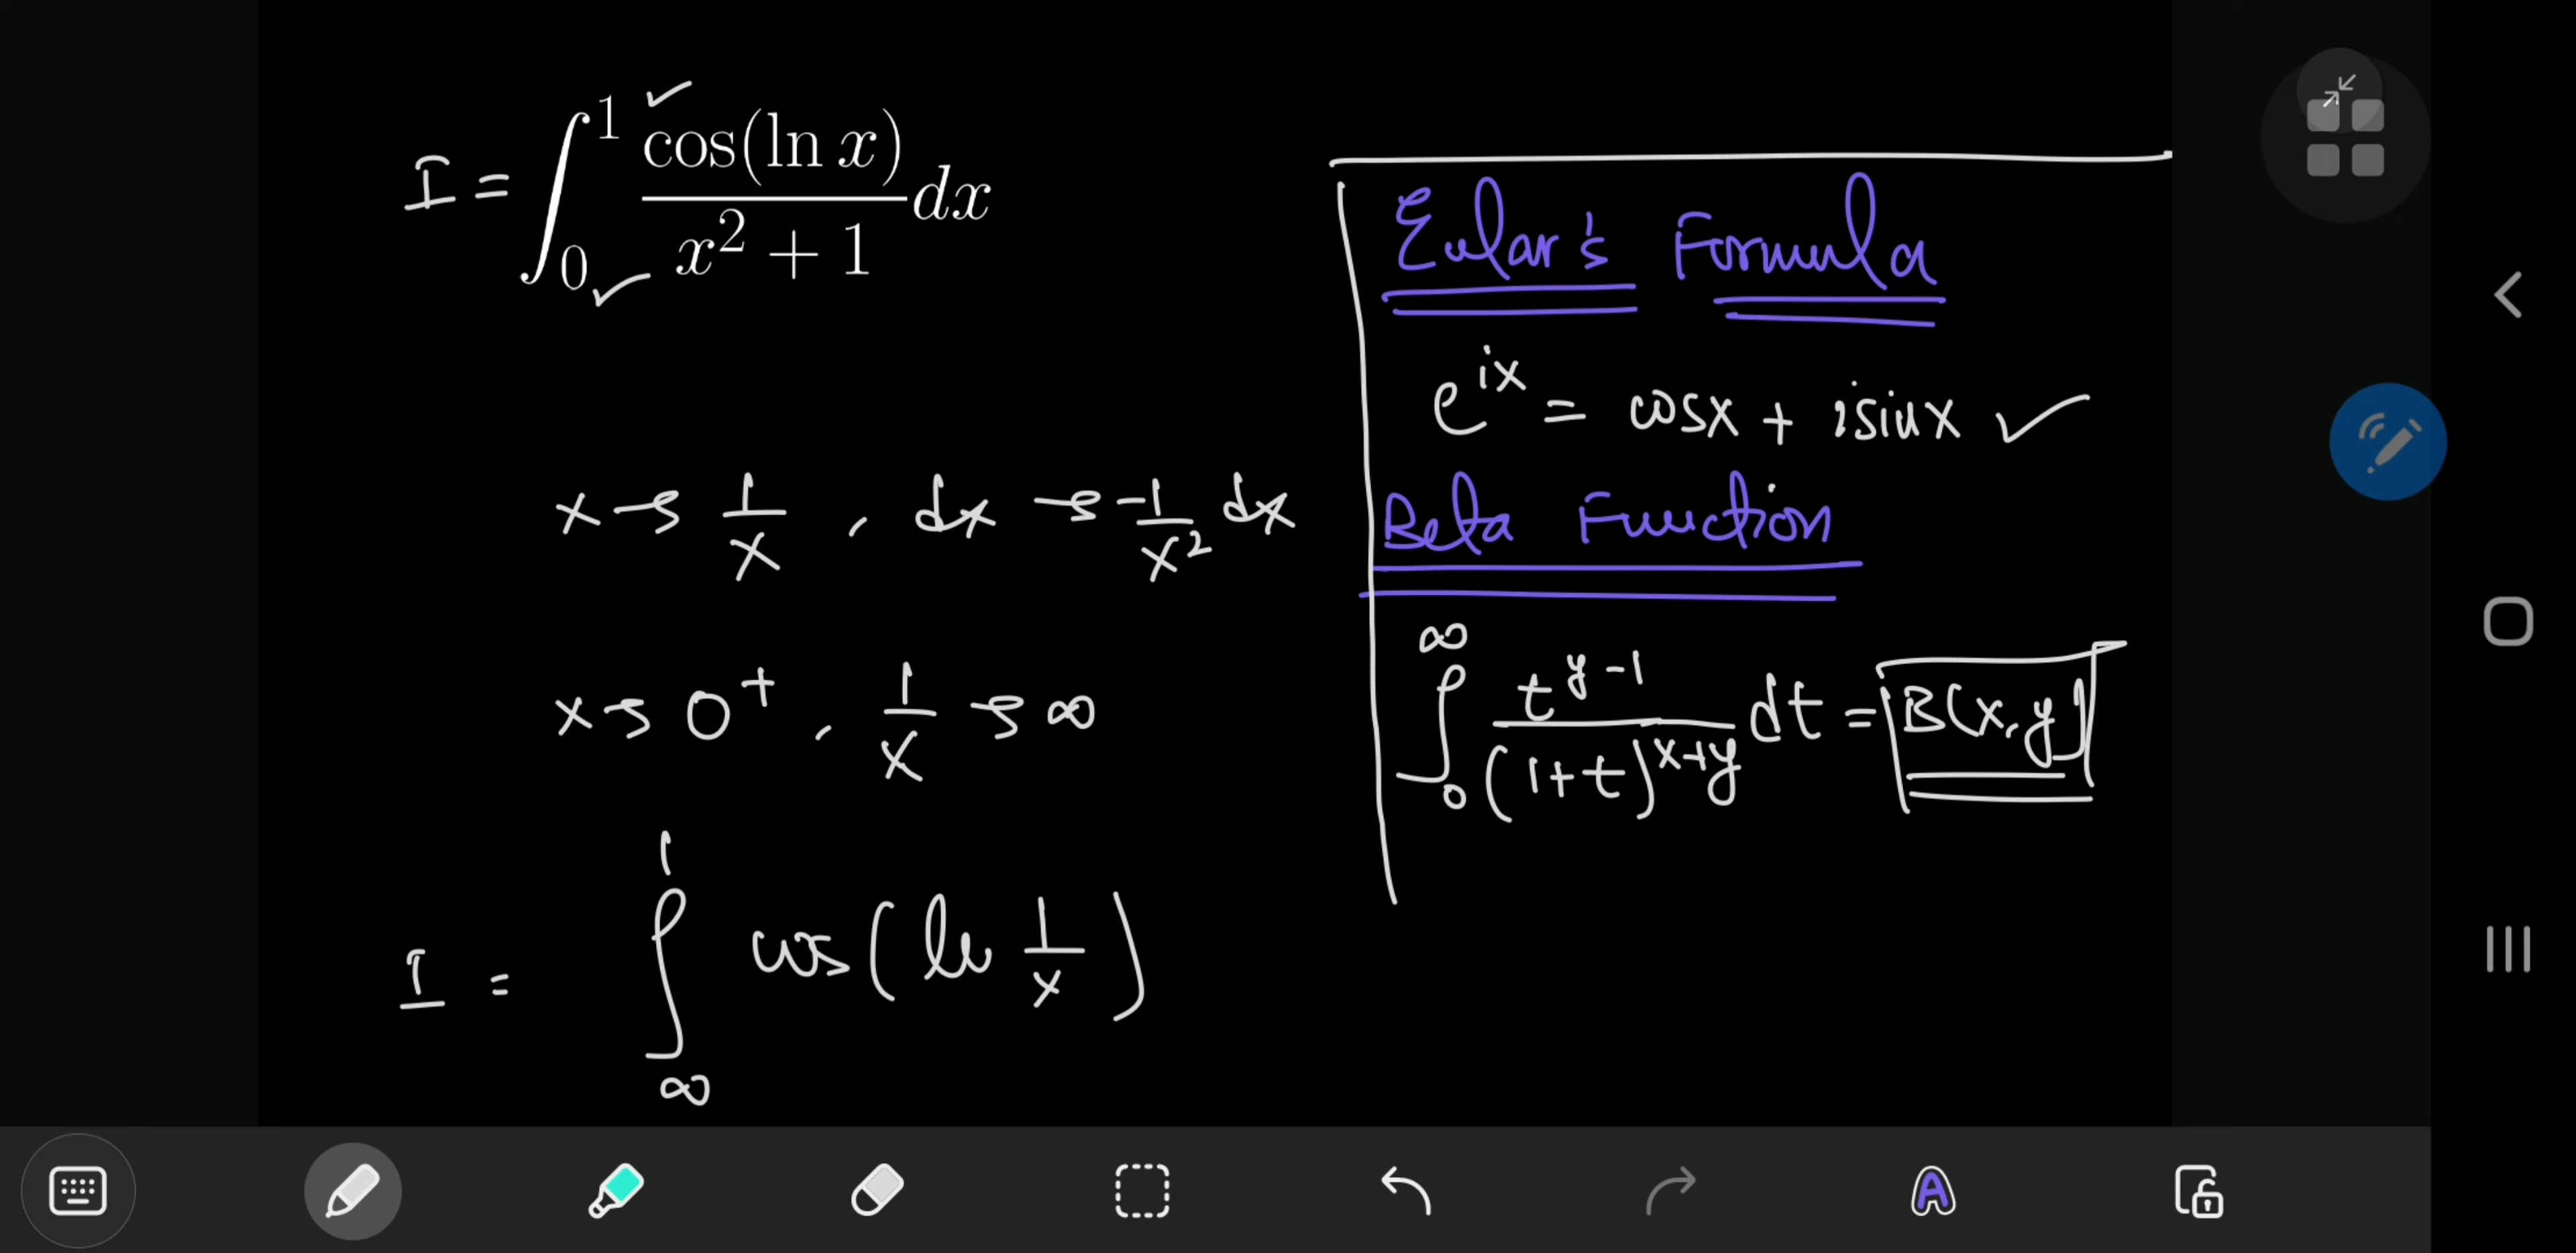 I = ∫₀¹ cos(ln x) / (x² + 1) dx
x → 1/x , dx → -1/x² dx
x → 0⁺ , 1/x → ∞
I = ∫_∞^1 cos(ln 1/x)
Eular's Formula
e^{ix} = cosx + isinx
Beta Function
∫₀^∞ t^{y-1} / (1+t)^{x+y} dt = B(x,y)
A